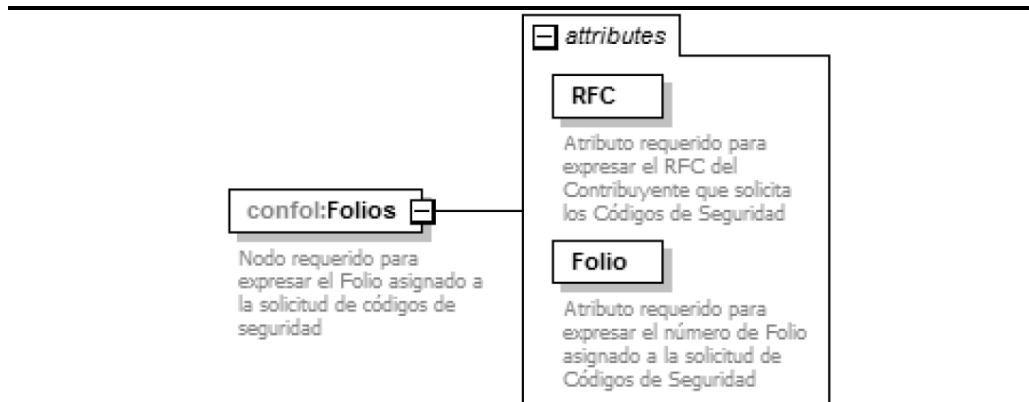 attributes
RFC
Atributo requerido para
expresar el RFC del
Contribuyente que solicita
los Códigos de Seguridad
confol:Folios
Nodo requerido para
expresar el Folio asignado a
la solicitud de códigos de
seguridad
Folio
Atributo requerido para
expresar el número de Folio
asignado a la solicitud de
Códigos de Seguridad